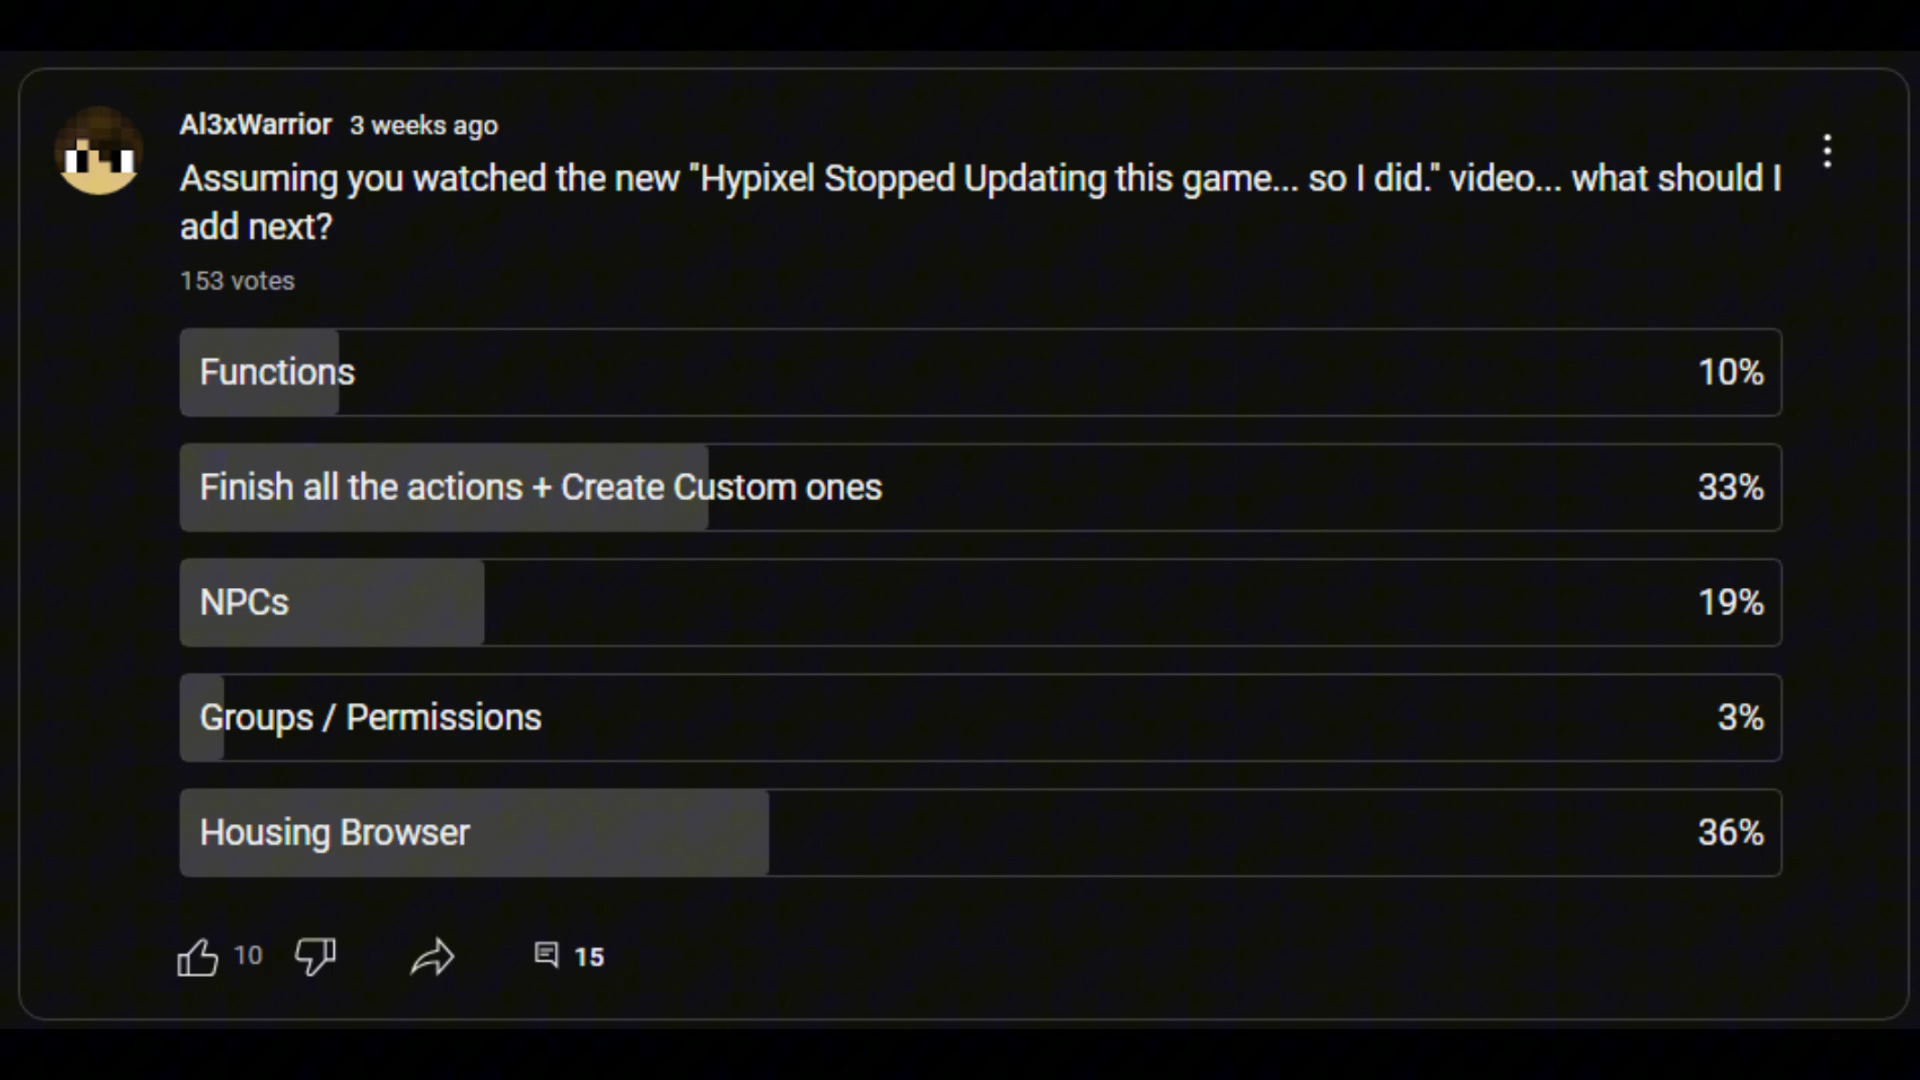 Al3xWarrior 3 weeks ago
Assuming you watched the new "Hypixel Stopped Updating this game... so I did." video... what should I
add next?
153 votes
Functions 10%
Finish all the actions + Create Custom ones 33%
NPCs 19%
Groups / Permissions 3%
Housing Browser 36%
10 15